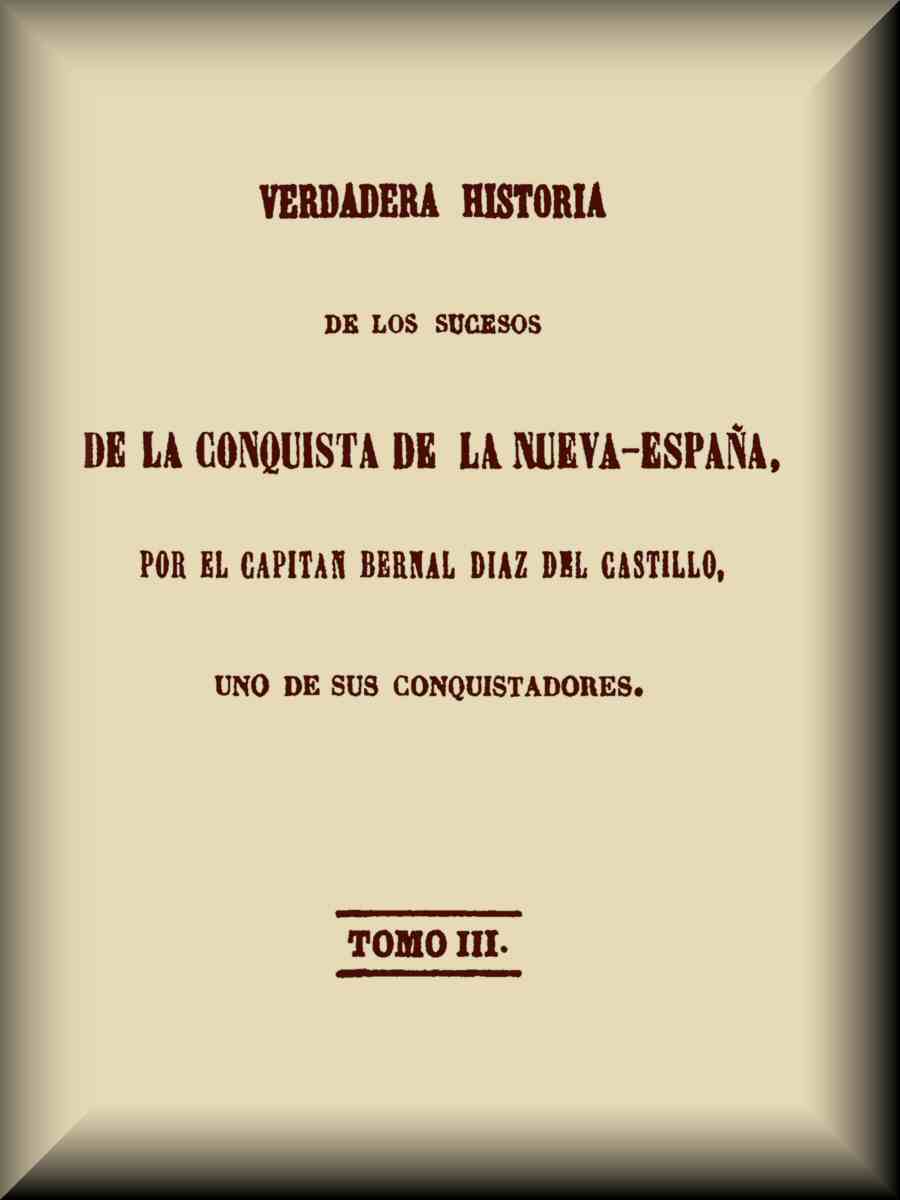 VERDADERA HISTORIA
DE LOS SUCESOS
DE LA CONQUISTA DE LA NUEVA-ESPAÑA,
POR EL CAPITAN BERNAL DIAZ DEL CASTILLO,
UNO DE SUS CONQUISTADORES.
TOMO III.